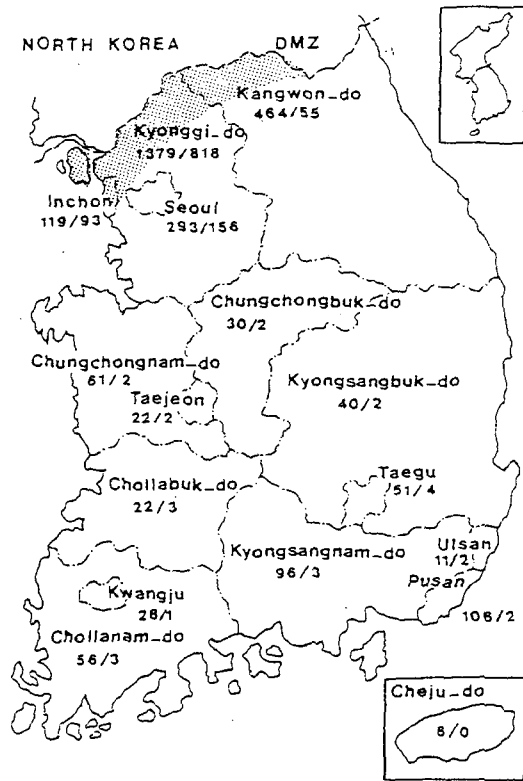 NORTH KOREA DMZ
Kangwon_do
464/55
Kyonggi_do
1379/818
Inchon
119/93
Seoul
293/156
Chungchongbuk_do
30/2
Chungchongnam_do
61/2
Kyongsangbuk_do
40/2
Taejeon
22/2
Taegu
51/4
Chollabuk_do
22/3
Kyongsangnam_do
96/3
Ulsan
11/2
Pusan
106/2
Kwangju
28/1
Chollanam_do
56/3
Cheju_do
8/0